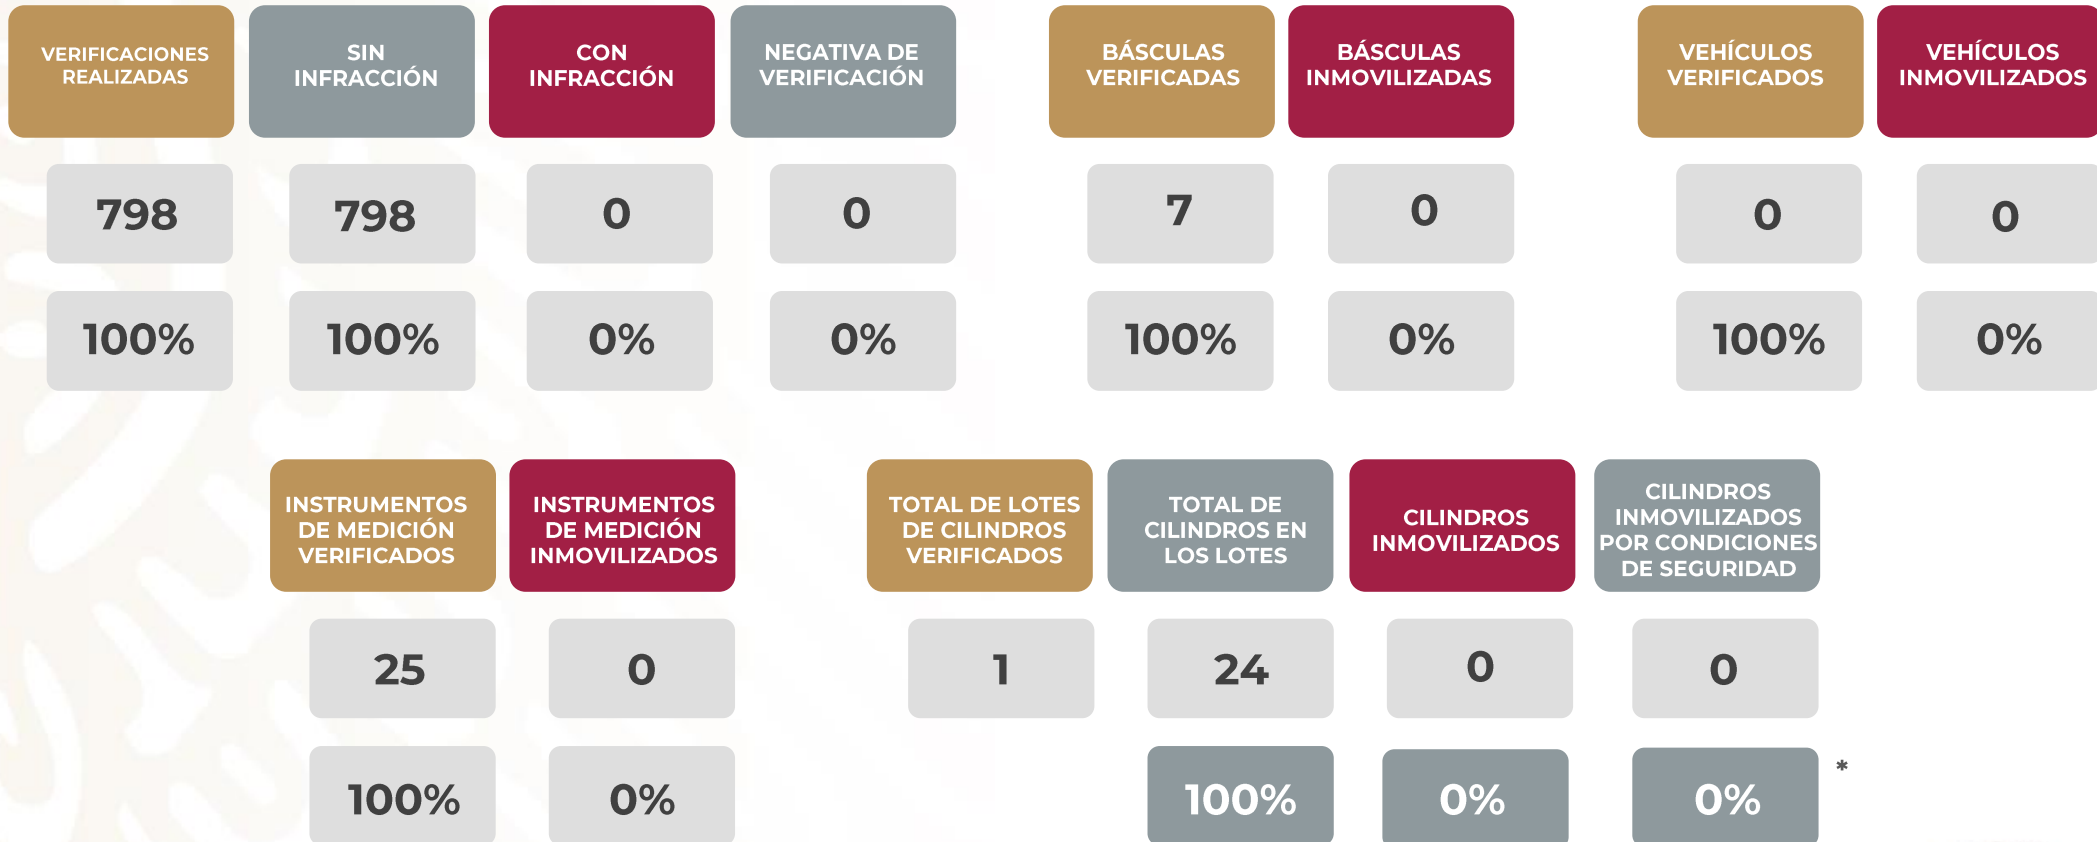 VERIFICACIONES
REALIZADAS
SIN
INFRACCIÓN
CON
INFRACCIÓN
NEGATIVA DE
VERIFICACIÓN
BÁSCULAS
VERIFICADAS
BÁSCULAS
INMOVILIZADAS
VEHÍCULOS
VERIFICADOS
VEHÍCULOS
INMOVILIZADOS
798
798
0
0
7
0
0
0
100%
100%
0%
0%
100%
0%
100%
0%
INSTRUMENTOS
DE MEDICIÓN
VERIFICADOS
INSTRUMENTOS
DE MEDICIÓN
INMOVILIZADOS
TOTAL DE LOTES
DE CILINDROS
VERIFICADOS
TOTAL DE
CILINDROS EN
LOS LOTES
CILINDROS
INMOVILIZADOS
CILINDROS
INMOVILIZADOS
POR CONDICIONES
DE SEGURIDAD
25
0
1
24
0
0
100%
0%
100%
0%
0%
*